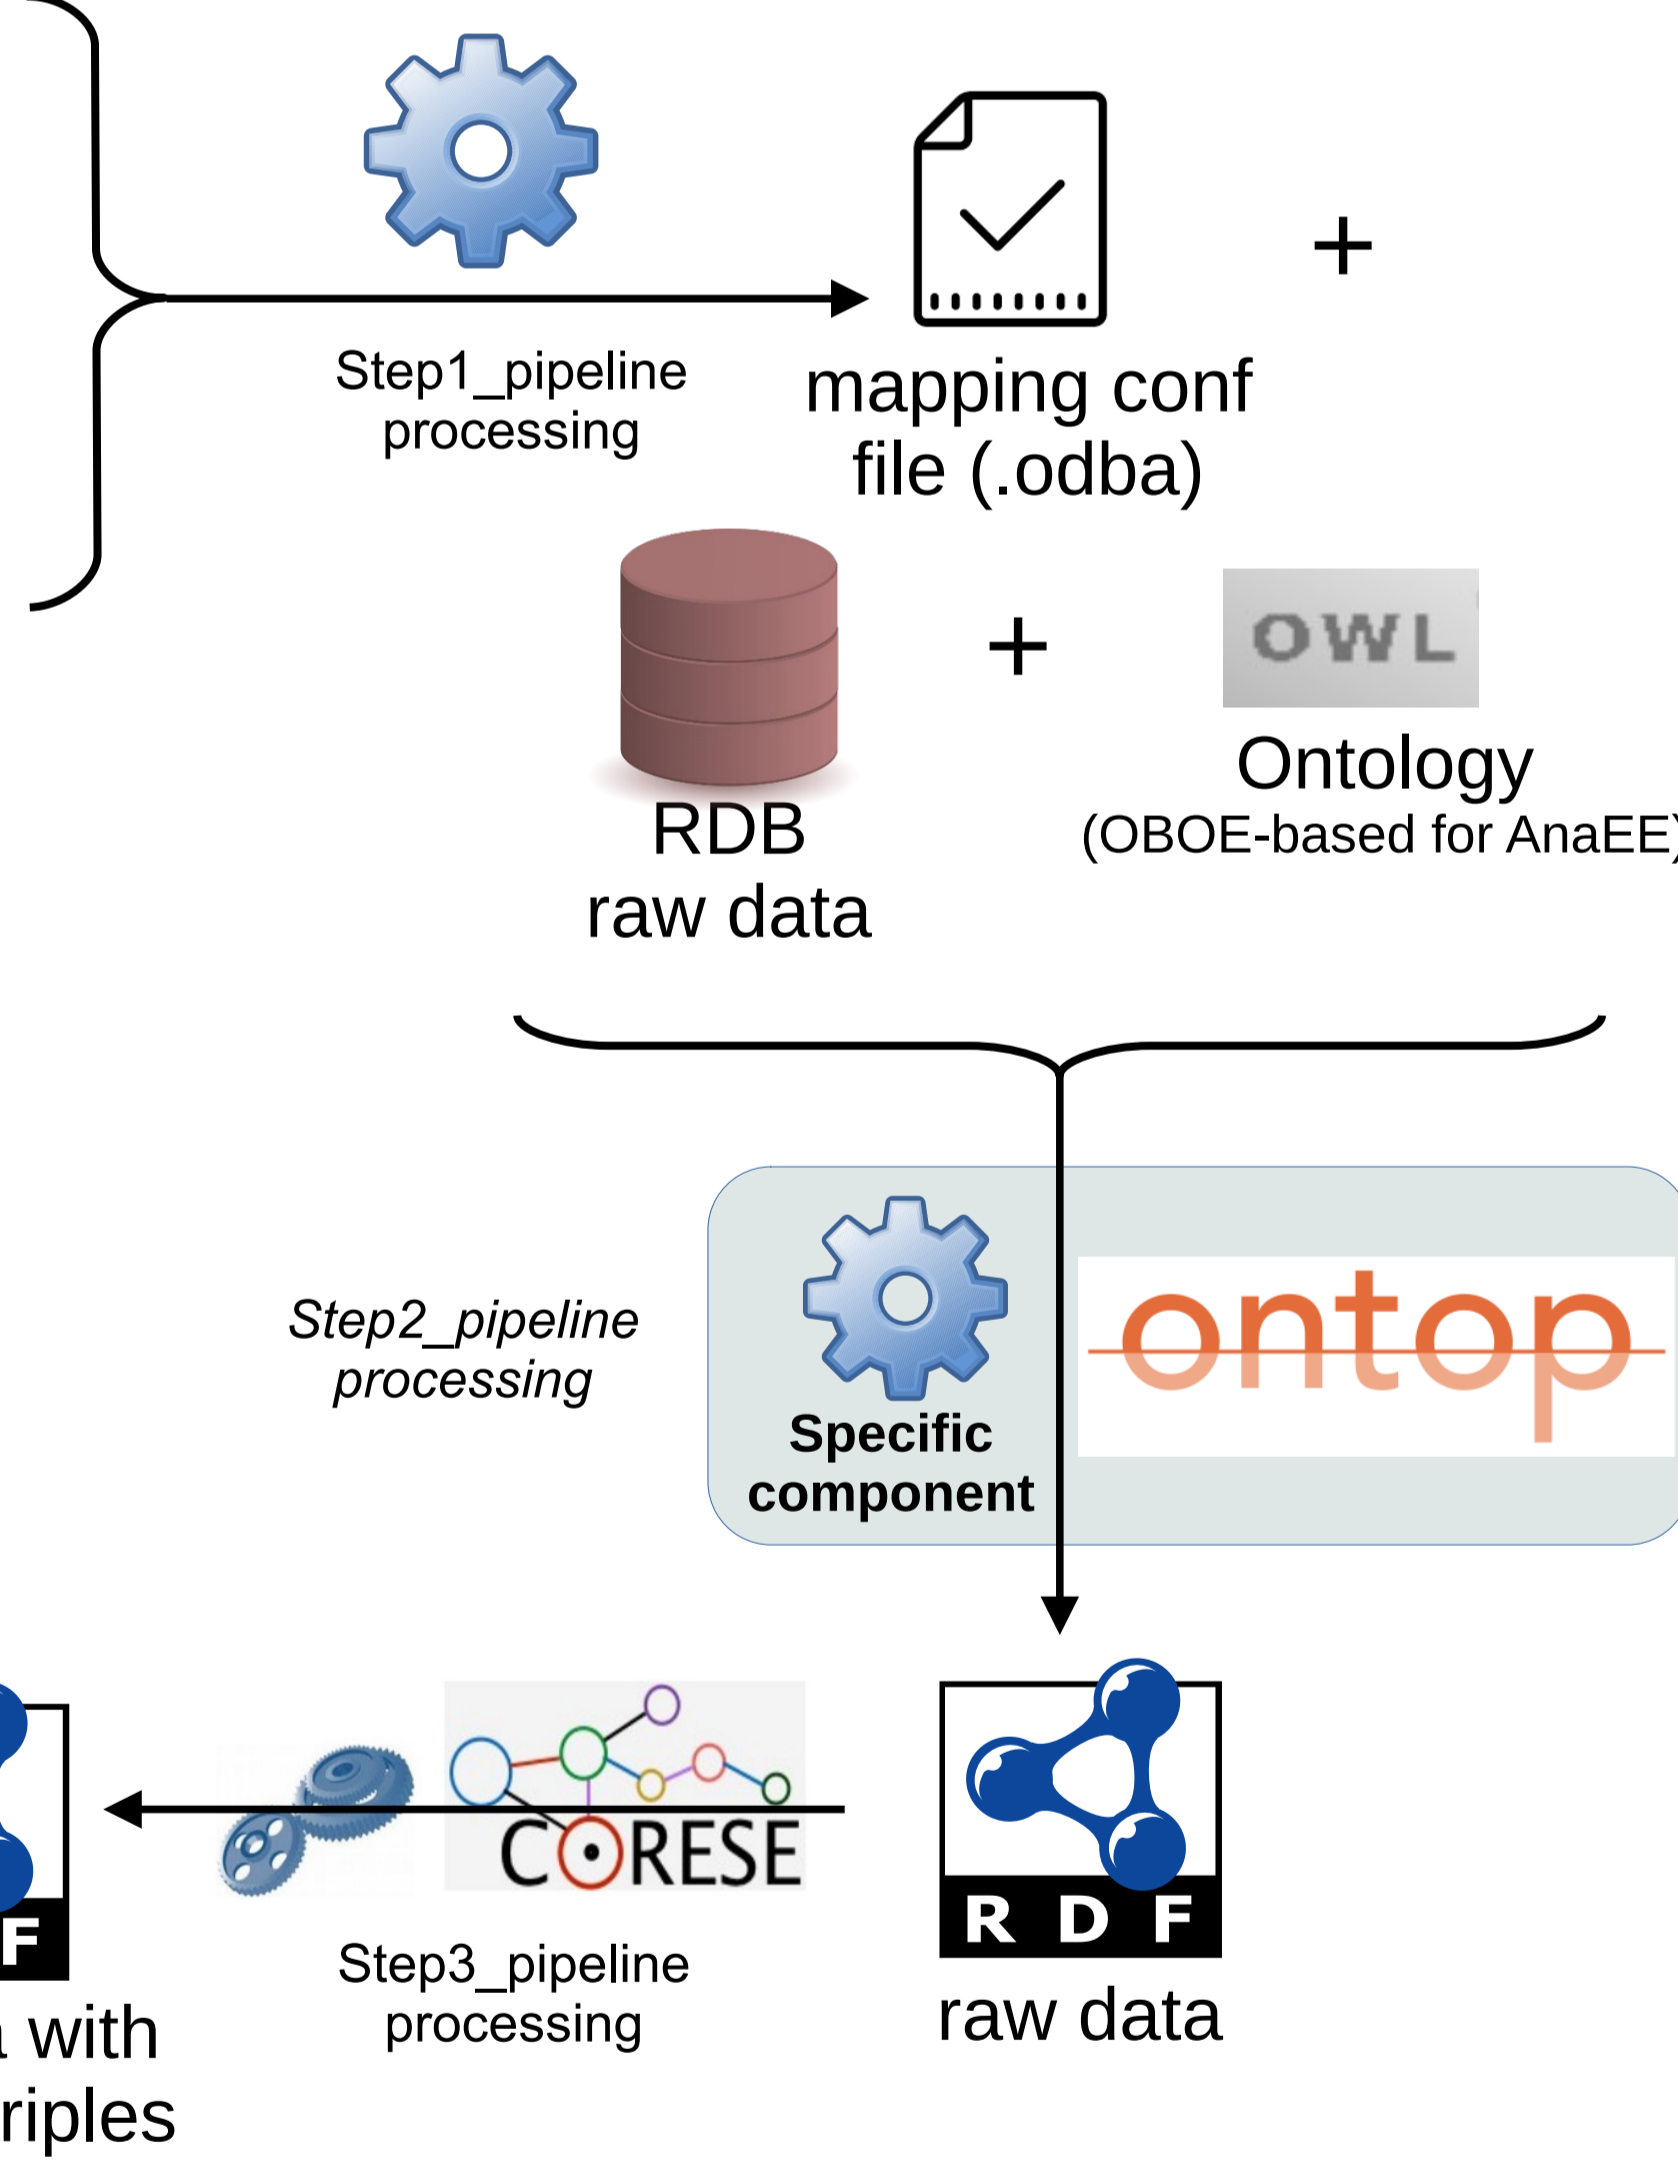 Step1_pipeline
processing
mapping conf
file (.odba)
+
+
OWL
RDB
raw data
Ontology
(OBOE-based for AnaEE)
Step2_pipeline
processing
Specific
component
ontop
CORESE
Step3_pipeline
processing
RDF
raw data
F
with
riples